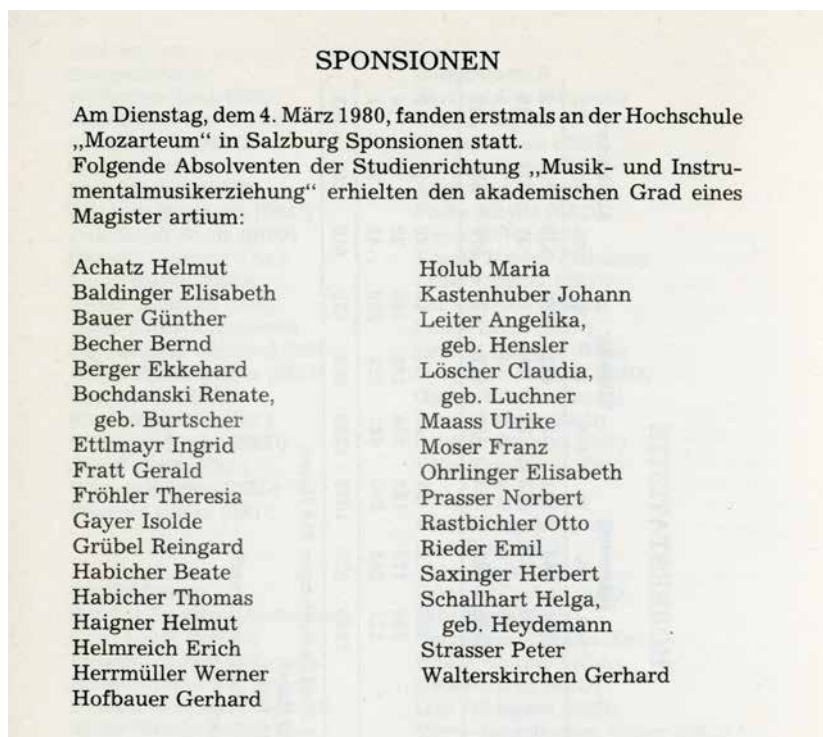 SPONSIONEN
Am Dienstag, dem 4. März 1980, fanden erstmals an der Hochschule
,,Mozarteum“ in Salzburg Sponsionen statt.
Folgende Absolventen der Studienrichtung ,,Musik- und Instru-
mentalmusikerziehung“ erhielten den akademischen Grad eines
Magister artium:
Achatz Helmut
Baldinger Elisabeth
Bauer Günther
Becher Bernd
Berger Ekkehard
Bochdanski Renate,
geb. Burtscher
Ettlmayr Ingrid
Fratt Gerald
Fröhler Theresia
Gayer Isolde
Grübel Reingard
Habicher Beate
Habicher Thomas
Haigner Helmut
Helmreich Erich
Herrmüller Werner
Hofbauer Gerhard
Holub Maria
Kastenhuber Johann
Leiter Angelika,
geb. Hensler
Löscher Claudia,
geb. Luchner
Maass Ulrike
Moser Franz
Ohrlinger Elisabeth
Prasser Norbert
Rastbichler Otto
Rieder Emil
Saxinger Herbert
Schallhart Helga,
geb. Heydemann
Strasser Peter
Walterskirchen Gerhard